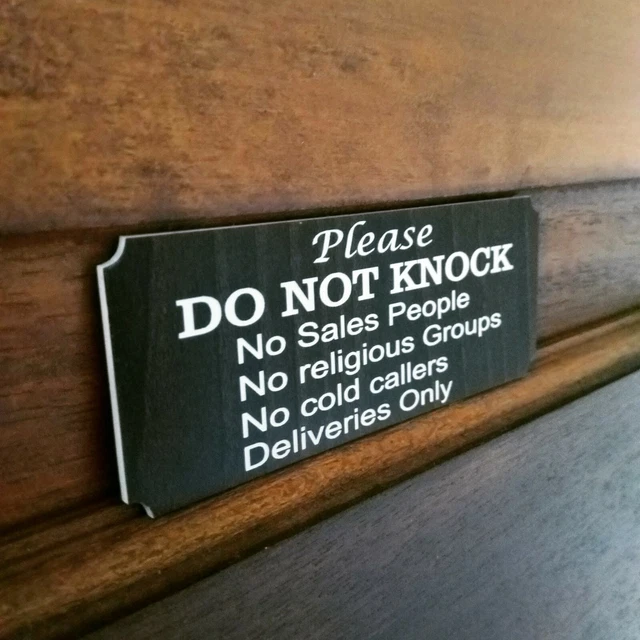 Please
DO NOT KNOCK
No Sales People
No religious Groups
No cold callers
Deliveries Only